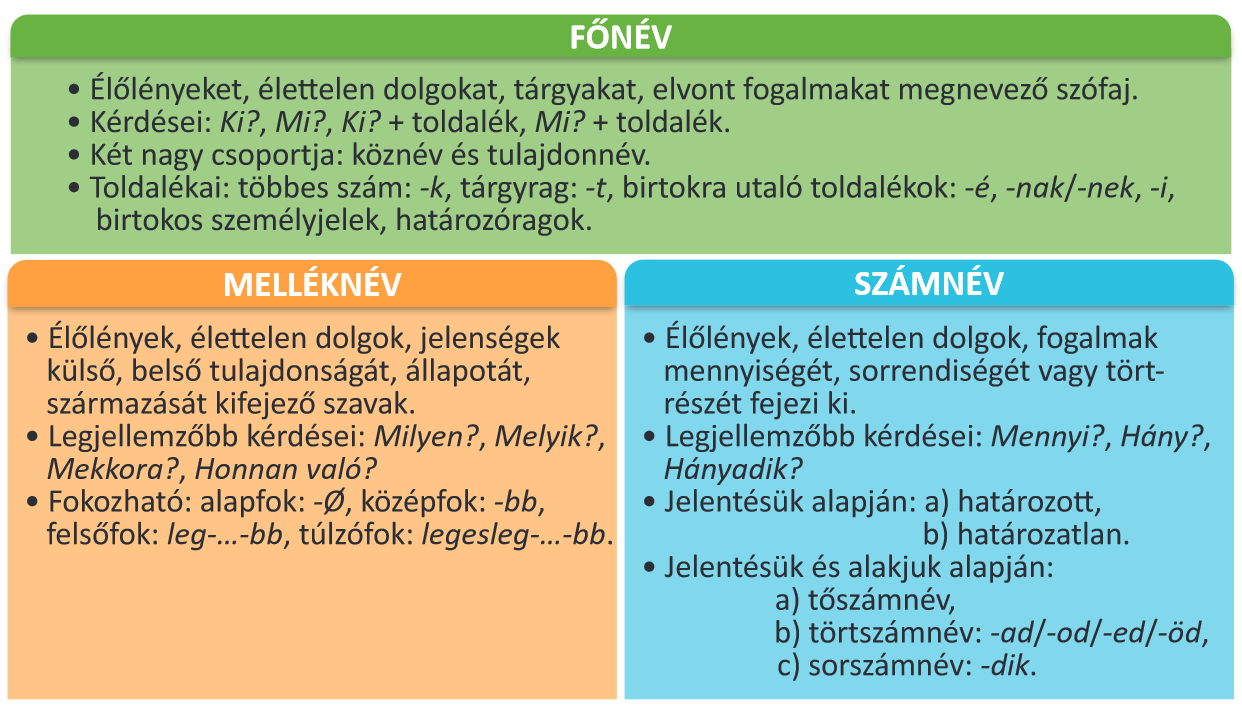 FŐNÉV
• Élőlényeket, élettelen dolgokat, tárgyakat, elvont fogalmakat megnevező szófaj.
• Kérdései: Ki?, Mi?, Ki? + toldalék, Mi? + toldalék.
• Két nagy csoportja: köznév és tulajdonnév.
• Toldalékai: többes szám: -k, tárgyrag: -t, birtokra utaló toldalékok: -é, -nak/-nek, -i,
birtokos személyjelek, határozóragok.
MELLÉKNÉV
• Élőlények, élettelen dolgok, jelenségek
külső, belső tulajdonságát, állapotát,
származását kifejező szavak.
• Legjellemzőbb kérdései: Milyen?, Melyik?,
Mekkora?, Honnan való?
• Fokozható: alapfok: -Ø, középfok: -bb,
felsőfok: leg-...-bb, túlzófok: legesleg-...-bb.
SZÁMNÉV
• Élőlények, élettelen dolgok, fogalmak
mennyiségét, sorrendiségét vagy tört-
részét fejezi ki.
• Legjellemzőbb kérdései: Mennyi?, Hány?,
Hányadik?
• Jelentésük alapján: a) határozott,
b) határozatlan.
• Jelentésük és alakjuk alapján:
a) tőszámnév,
b) törtszámnév: -ad/-od/-ed/-öd,
c) sorszámnév: -dik.